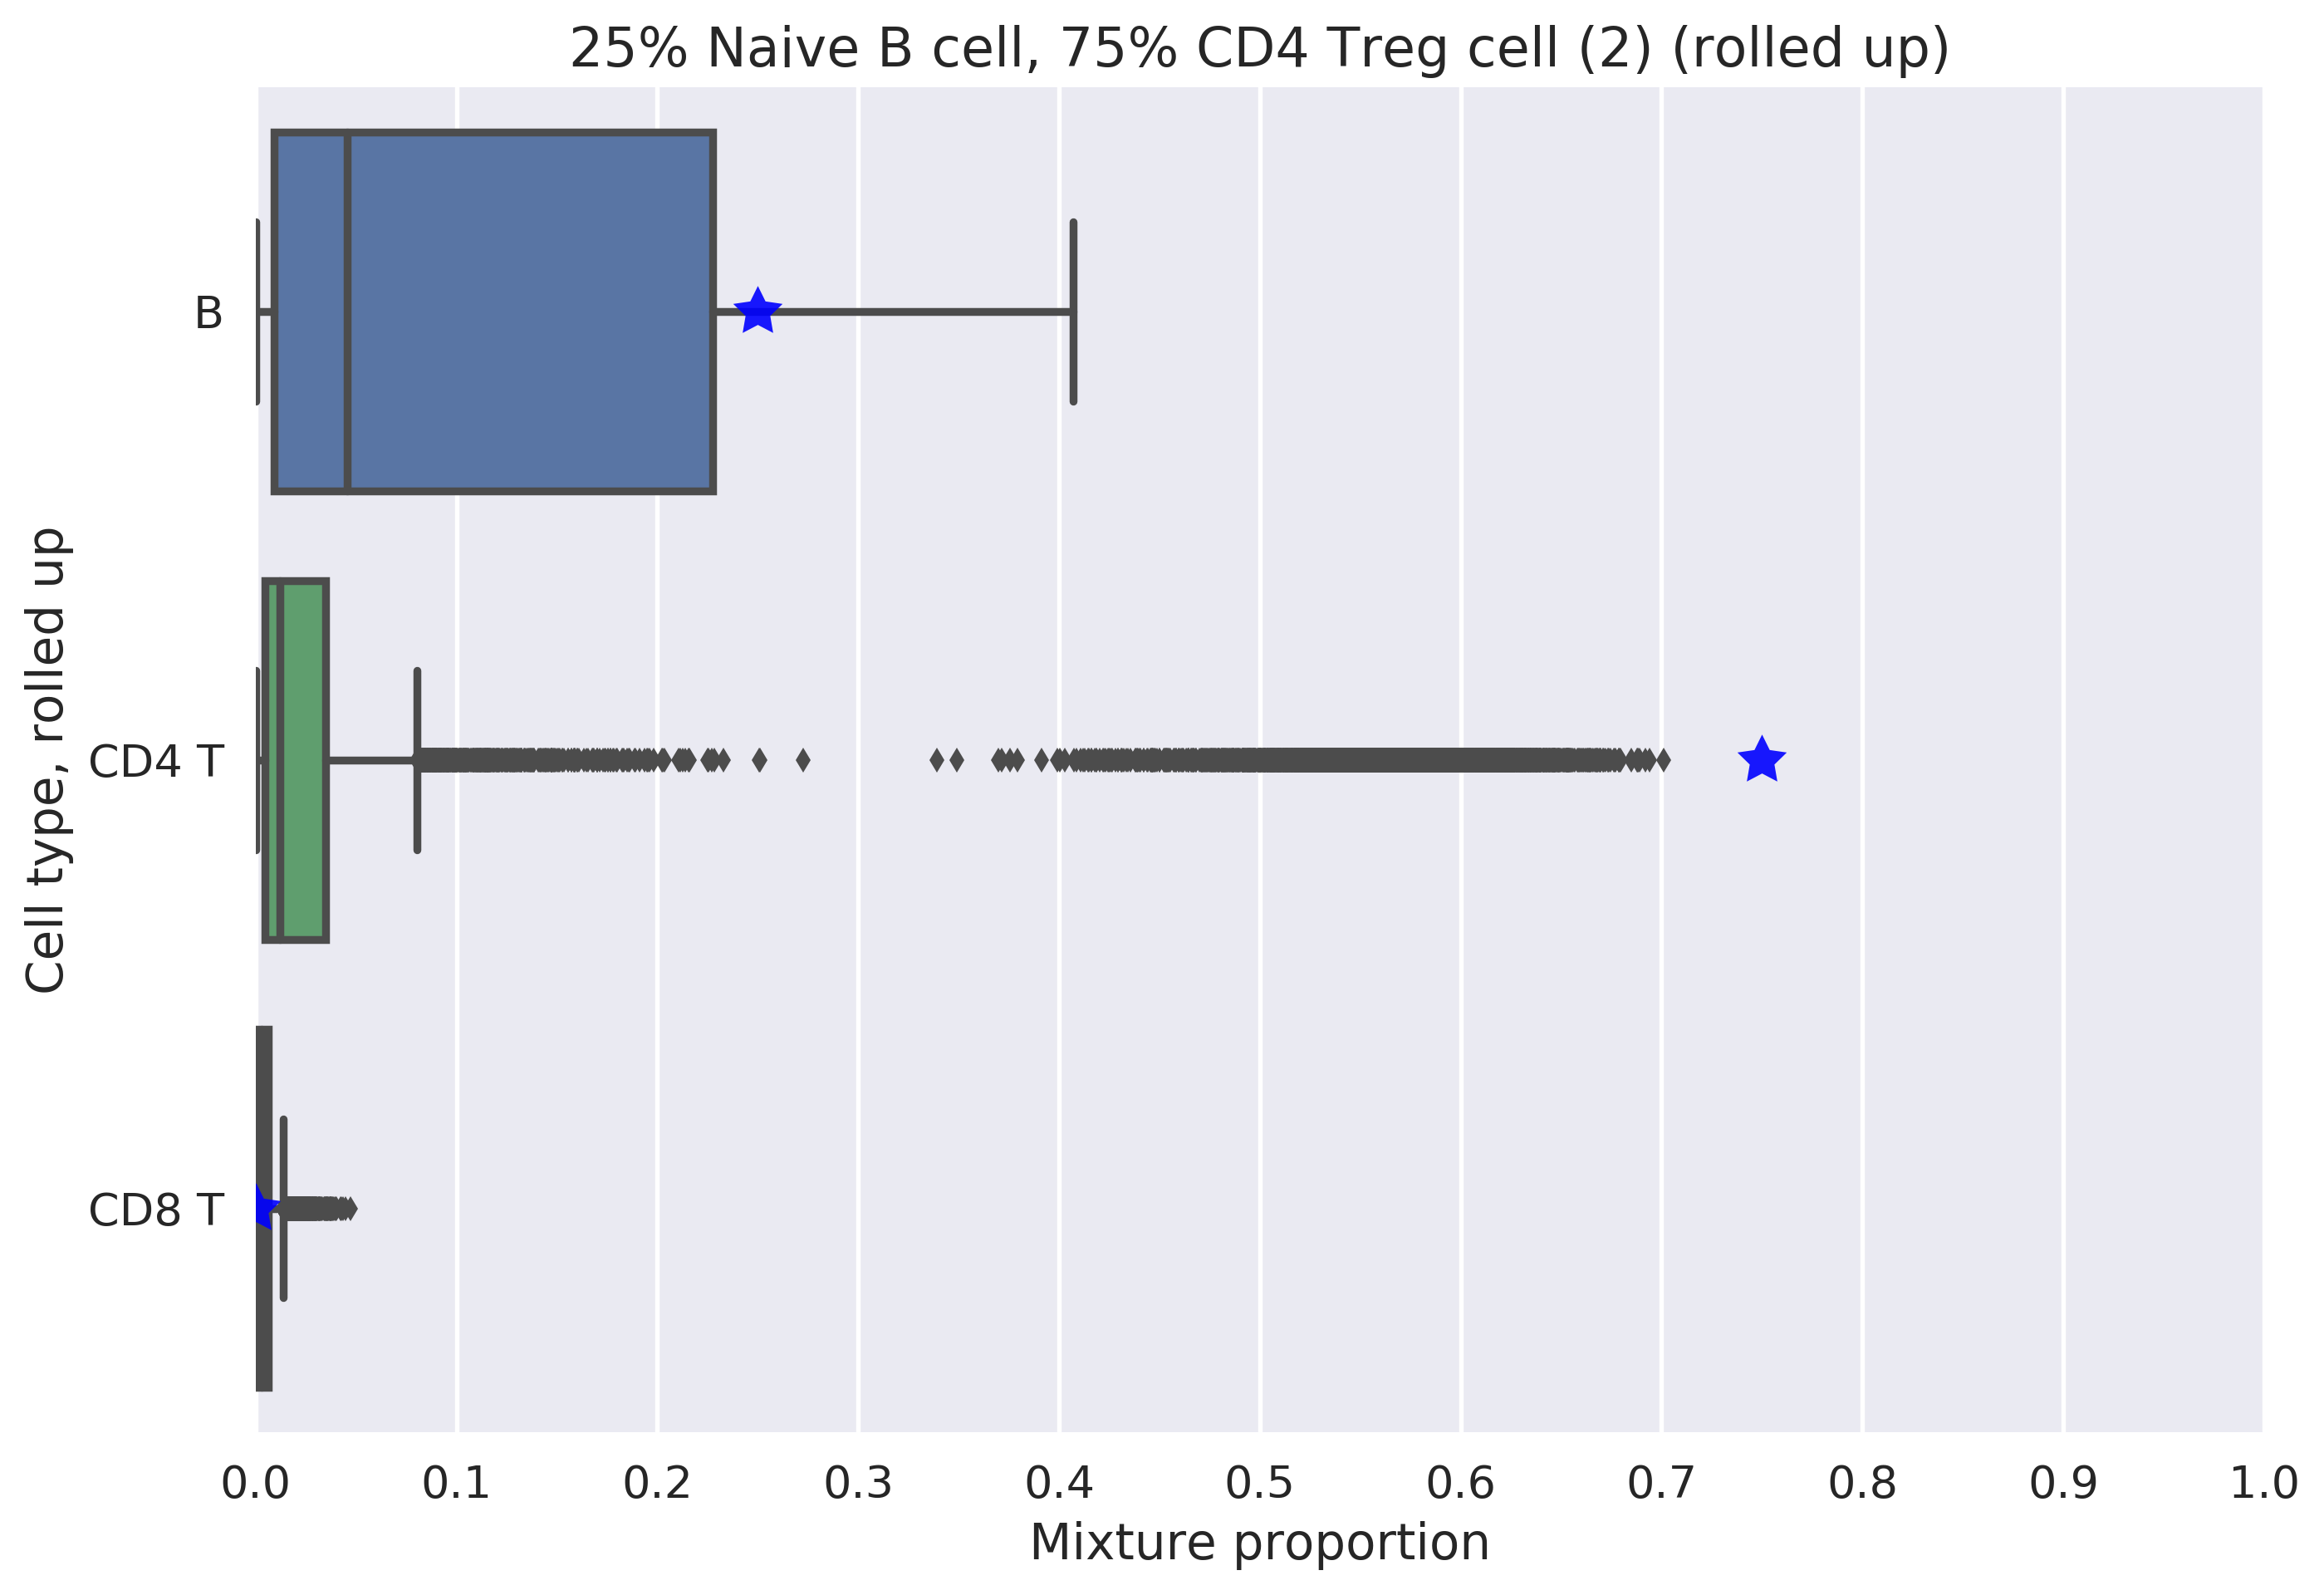 25% Naive B cell, 75% CD4 Treg cell (2) (rolled up)
Cell type, rolled up
B
CD4 T
CD8 T
0.0 0.1 0.2 0.3 0.4 0.5 0.6 0.7 0.8 0.9 1.0
Mixture proportion